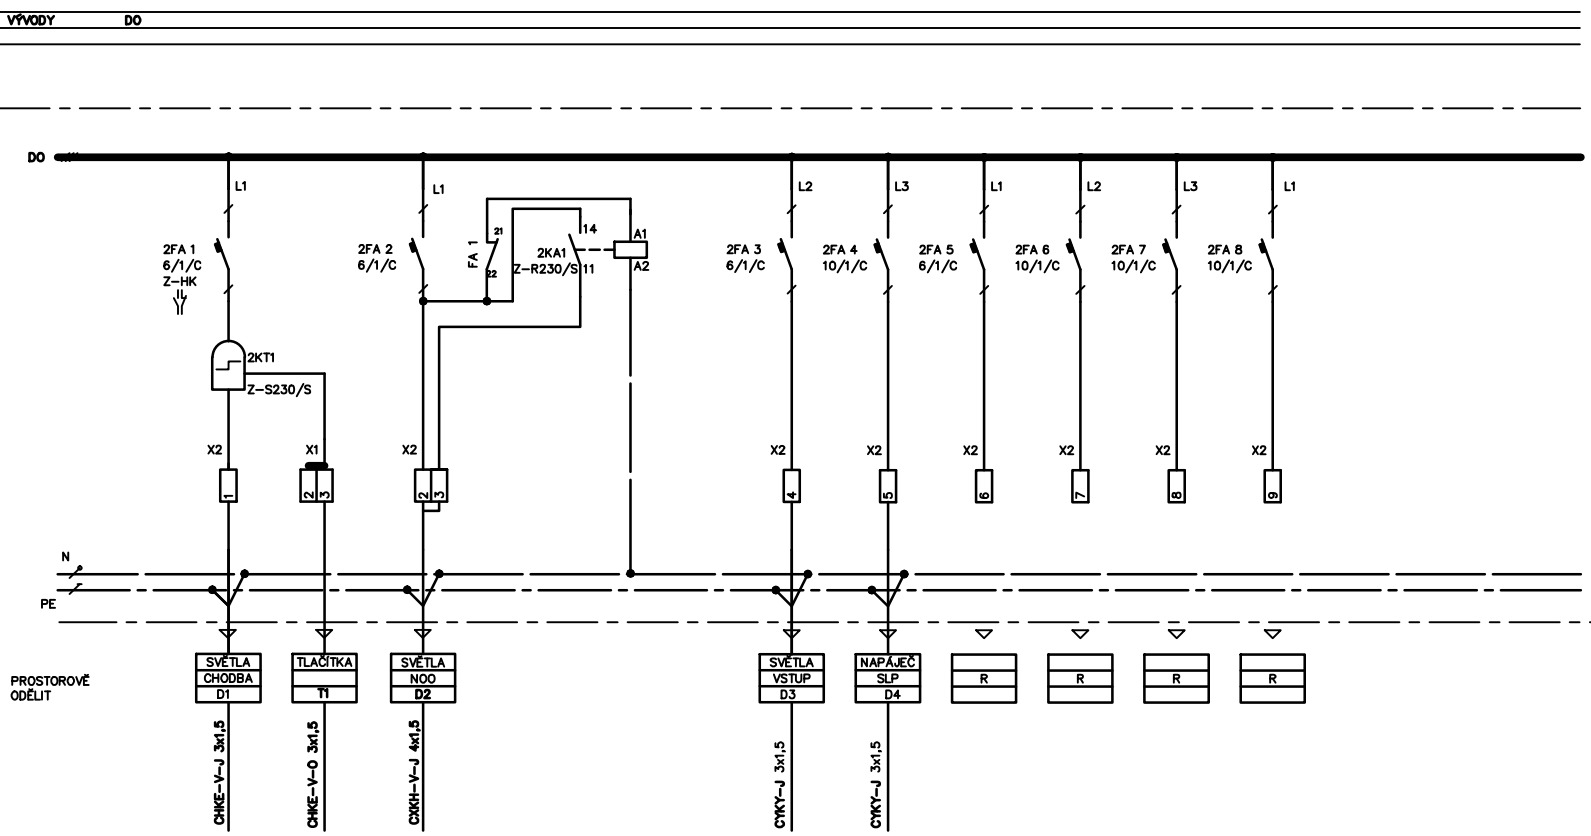 VÝVODY DO
DO
L1 L1 L2 L3 L1 L2 L3 L1
2FA 1
6/1/C
Z-HK
2FA 2
6/1/C
FA 1
21
22
2KA1
Z-R230/S
14
11
A1
A2
2FA 3
6/1/C
2FA 4
10/1/C
2FA 5
6/1/C
2FA 6
10/1/C
2FA 7
10/1/C
2FA 8
10/1/C
2KT1
Z-S230/S
X2 X1 X2 X2 X2 X2 X2 X2 X2
1 2 3 2 3 4 5 6 7 8 9
N
PE
PROSTOROVĚ
ODĚLIT
SVĚTLA
CHODBA
D1
TLAČÍTKA
T1
SVĚTLA
NOO
D2
SVĚTLA
VSTUP
D3
NAPÁJEČ
SLP
D4
R
R
R
R
CHKE-V-J 3x1,5
CHKE-V-O 3x1,5
CXKH-V-J 4x1,5
CYKY-J 3x1,5
CYKY-J 3x1,5